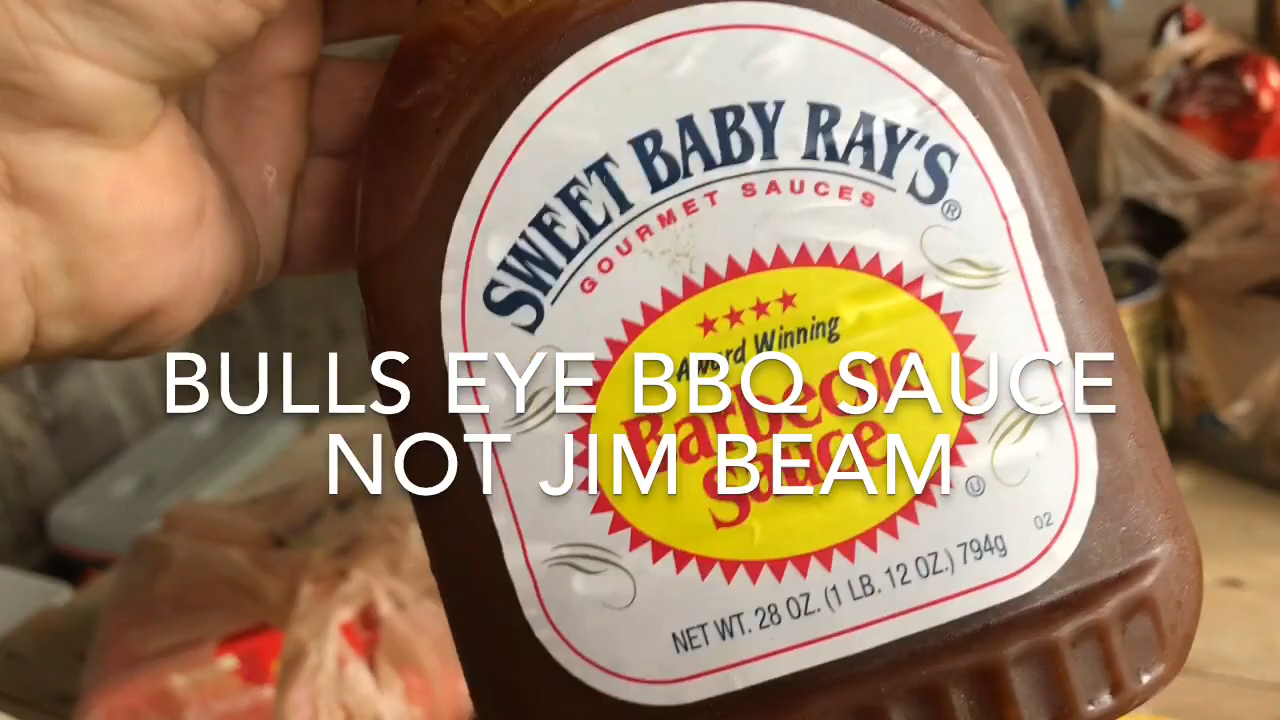 SWEET BABY RAY'S®
GOURMET SAUCES
Award Winning
Barbecue
Sauce
BULLS EYE BBQ SAUCE
NOT JIM BEAM
U
02
NET WT. 28 OZ. (1 LB. 12 OZ.) 794g